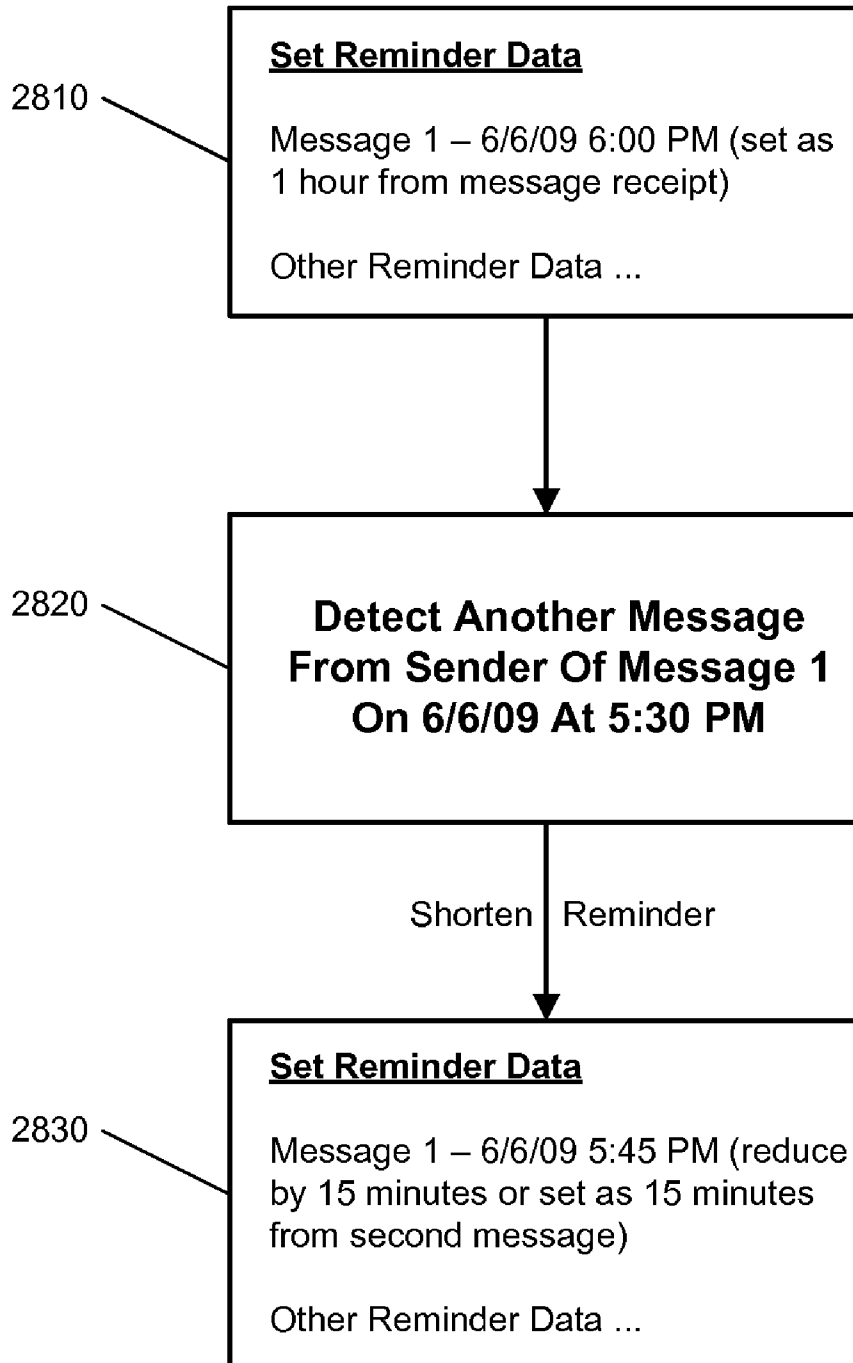 Set Reminder Data
2810
Message 1 – 6/6/09 6:00 PM (set as
1 hour from message receipt)
Other Reminder Data ...
2820
Detect Another Message
From Sender Of Message 1
On 6/6/09 At 5:30 PM
Shorten Reminder
Set Reminder Data
2830
Message 1 – 6/6/09 5:45 PM (reduce
by 15 minutes or set as 15 minutes
from second message)
Other Reminder Data ...